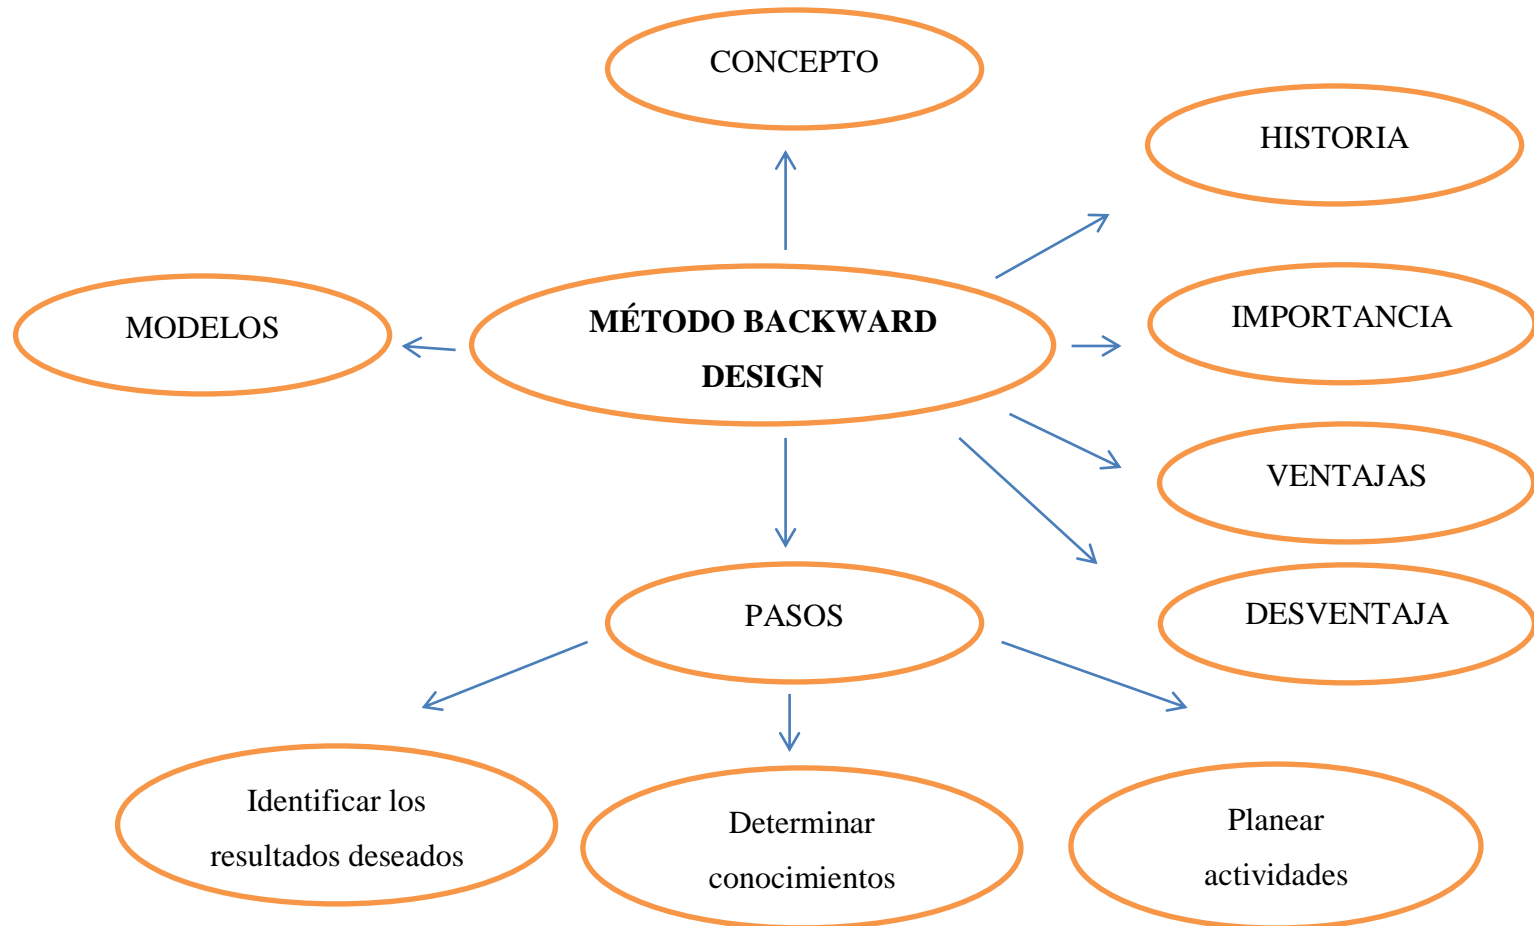 CONCEPTO
HISTORIA
MODELOS
MÉTODO BACKWARD
DESIGN
IMPORTANCIA
VENTAJAS
DESVENTAJA
PASOS
Identificar los
resultados deseados
Determinar
conocimientos
Planear
actividades